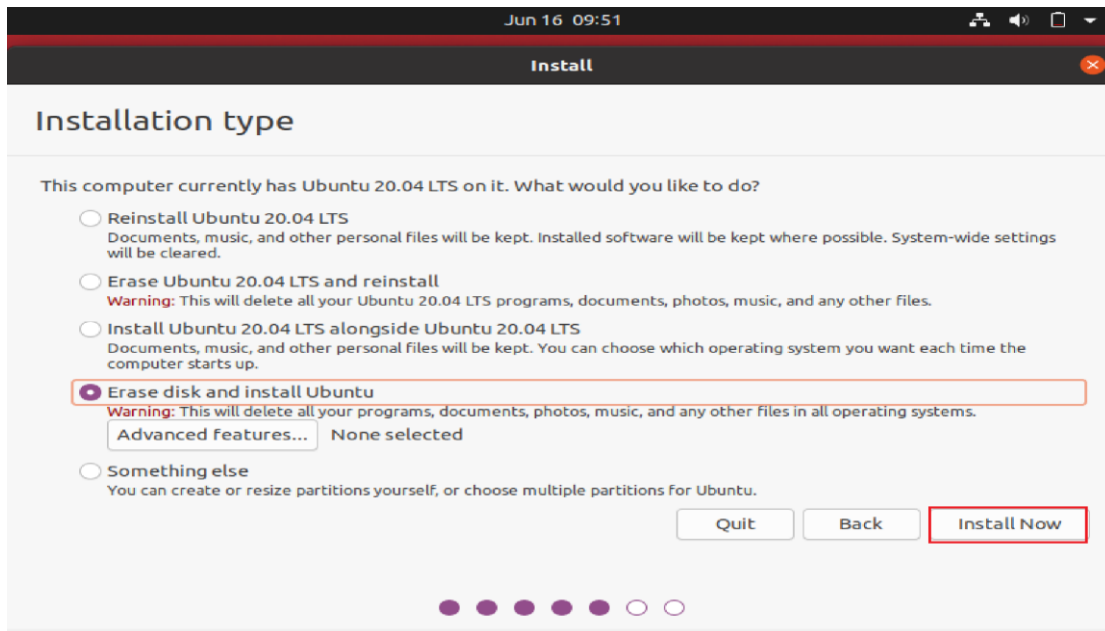 Jun 16 09:51
Install
Installation type
This computer currently has Ubuntu 20.04 LTS on it. What would you like to do?
Reinstall Ubuntu 20.04 LTS
Documents, music, and other personal files will be kept. Installed software will be kept where possible. System-wide settings
will be cleared.
Erase Ubuntu 20.04 LTS and reinstall
Warning: This will delete all your Ubuntu 20.04 LTS programs, documents, photos, music, and any other files.
Install Ubuntu 20.04 LTS alongside Ubuntu 20.04 LTS
Documents, music, and other personal files will be kept. You can choose which operating system you want each time the
computer starts up.
Erase disk and install Ubuntu
Warning: This will delete all your programs, documents, photos, music, and any other files in all operating systems.
Advanced features... None selected
Something else
You can create or resize partitions yourself, or choose multiple partitions for Ubuntu.
Quit Back Install Now